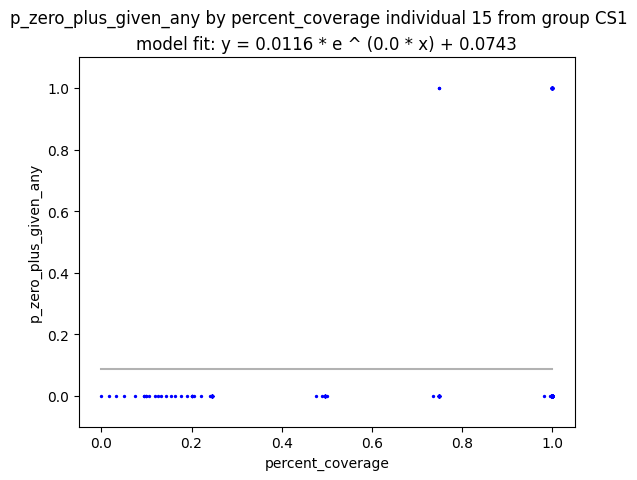 p_zero_plus_given_any by percent_coverage individual 15 from group CS1
model fit: y = 0.0116 * e ^ (0.0 * x) + 0.0743
1.0
0.8
0.6
0.4
0.2
0.0
p_zero_plus_given_any
0.0 0.2 0.4 0.6 0.8 1.0
percent_coverage